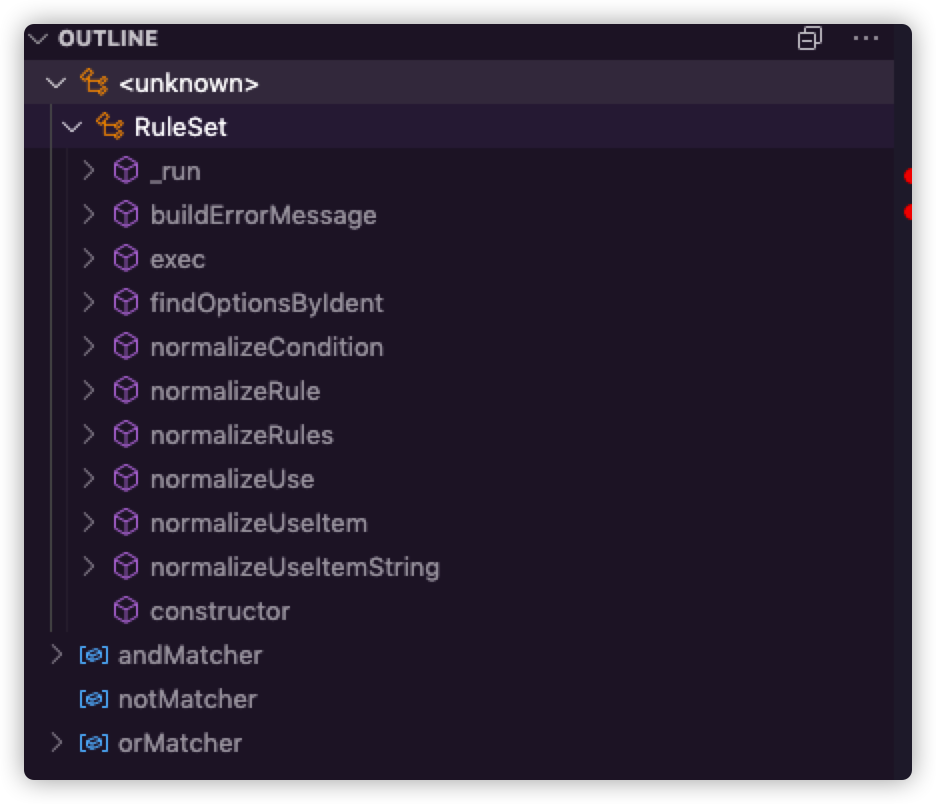 OUTLINE
<unknown>
RuleSet
_run
buildErrorMessage
exec
findOptionsByIdent
normalizeCondition
normalizeRule
normalizeRules
normalizeUse
normalizeUseItem
normalizeUseItemString
constructor
andMatcher
notMatcher
orMatcher